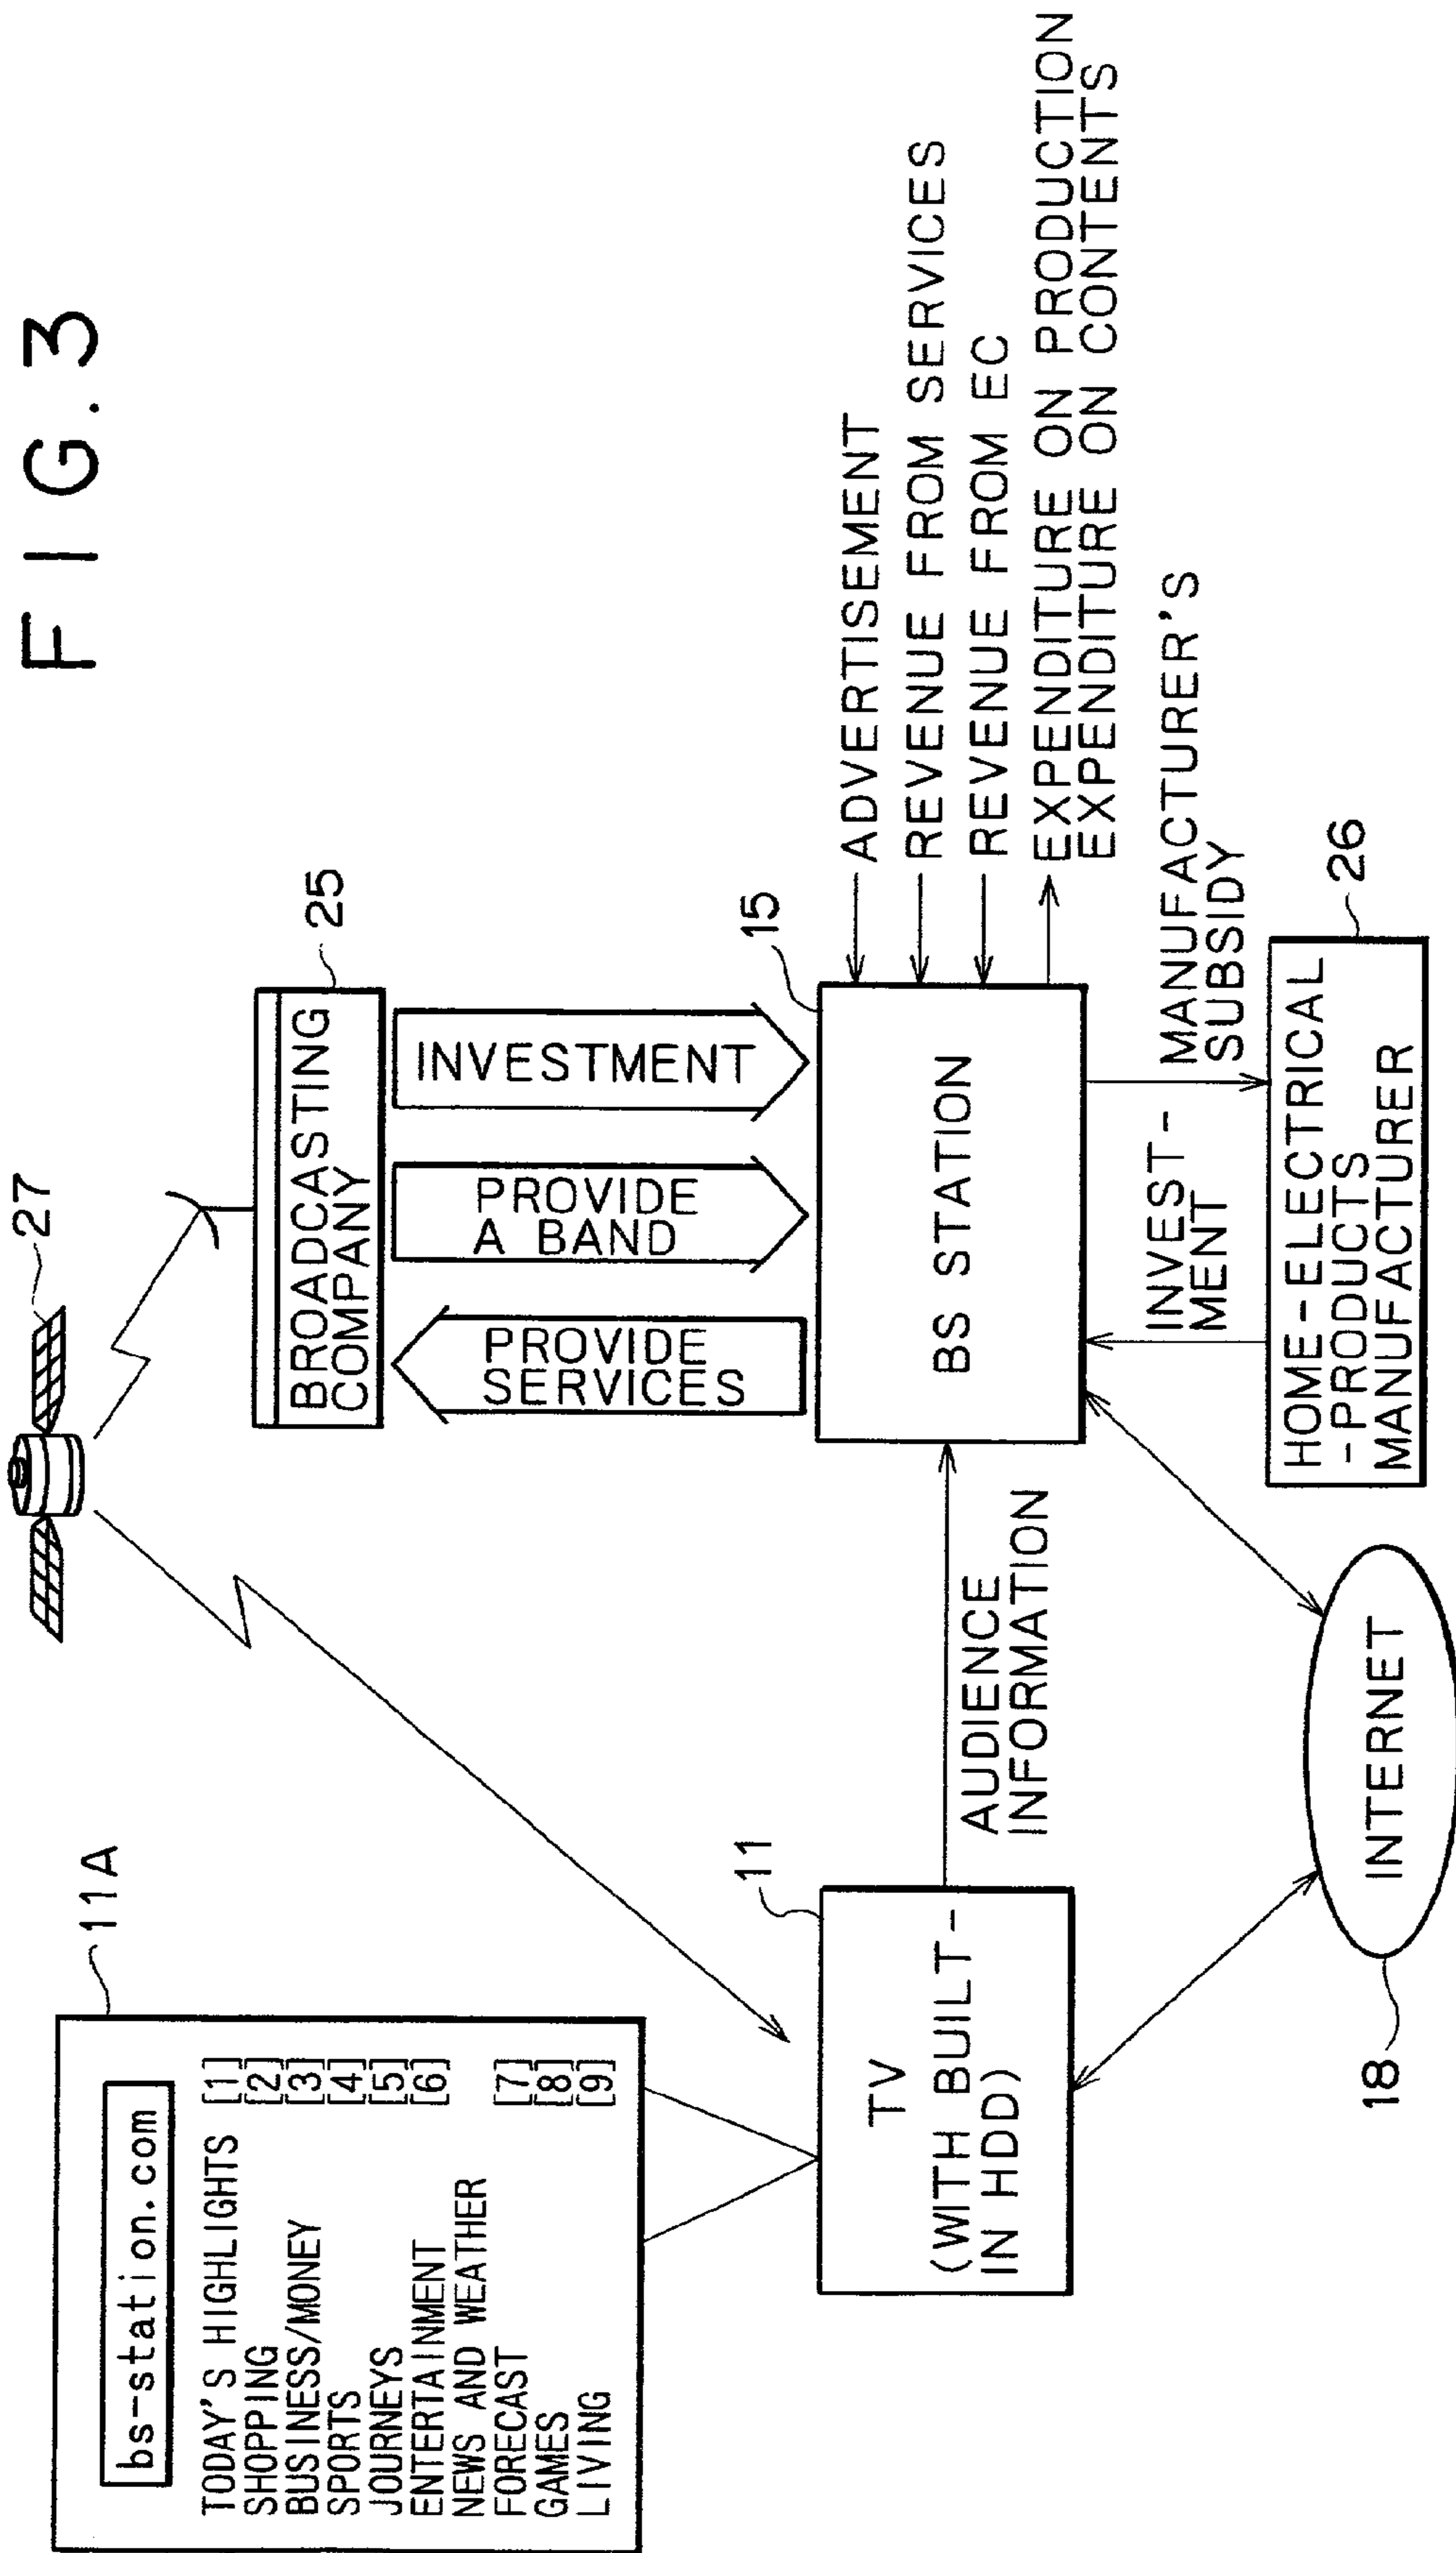 FIG.3
27
11A
bs-station.com
TODAY'S HIGHLIGHTS [1]
SHOPPING [2]
BUSINESS/MONEY [3]
SPORTS [4]
JOURNEYS [5]
ENTERTAINMENT [6]
NEWS AND WEATHER
FORECAST [7]
GAMES [8]
LIVING [9]
25
BROADCASTING
COMPANY
PROVIDE
SERVICES
PROVIDE
A BAND
INVESTMENT
11
TV
(WITH BUILT-
IN HDD)
AUDIENCE
INFORMATION
15
BS STATION
ADVERTISEMENT
REVENUE FROM SERVICES
REVENUE FROM EC
EXPENDITURE ON PRODUCTION
EXPENDITURE ON CONTENTS
INVEST-
MENT
MANUFACTURER'S
SUBSIDY
26
HOME-ELECTRICAL
-PRODUCTS
MANUFACTURER
INTERNET
18